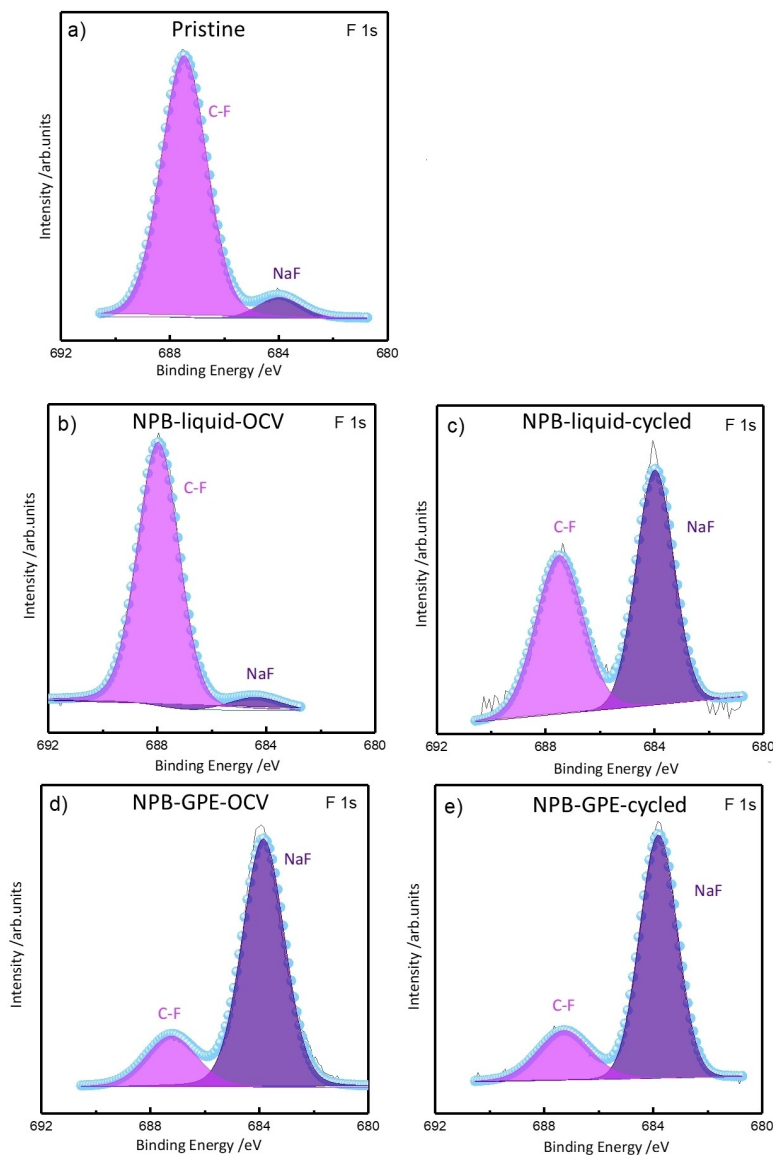 a) Pristine F 1s
C-F
NaF
Intensity /arb.units
692 688 684 680
Binding Energy /eV
b) NPB-liquid-OCV F 1s
C-F
NaF
Intensity /arb.units
692 688 684 680
Binding Energy /eV
c) NPB-liquid-cycled F 1s
C-F
NaF
Intensity /arb.units
692 688 684 680
Binding Energy /eV
d) NPB-GPE-OCV F 1s
NaF
C-F
Intensity /arb.units
692 688 684 680
Binding Energy /eV
e) NPB-GPE-cycled F 1s
NaF
C-F
Intensity /arb.units
692 688 684 680
Binding Energy /eV